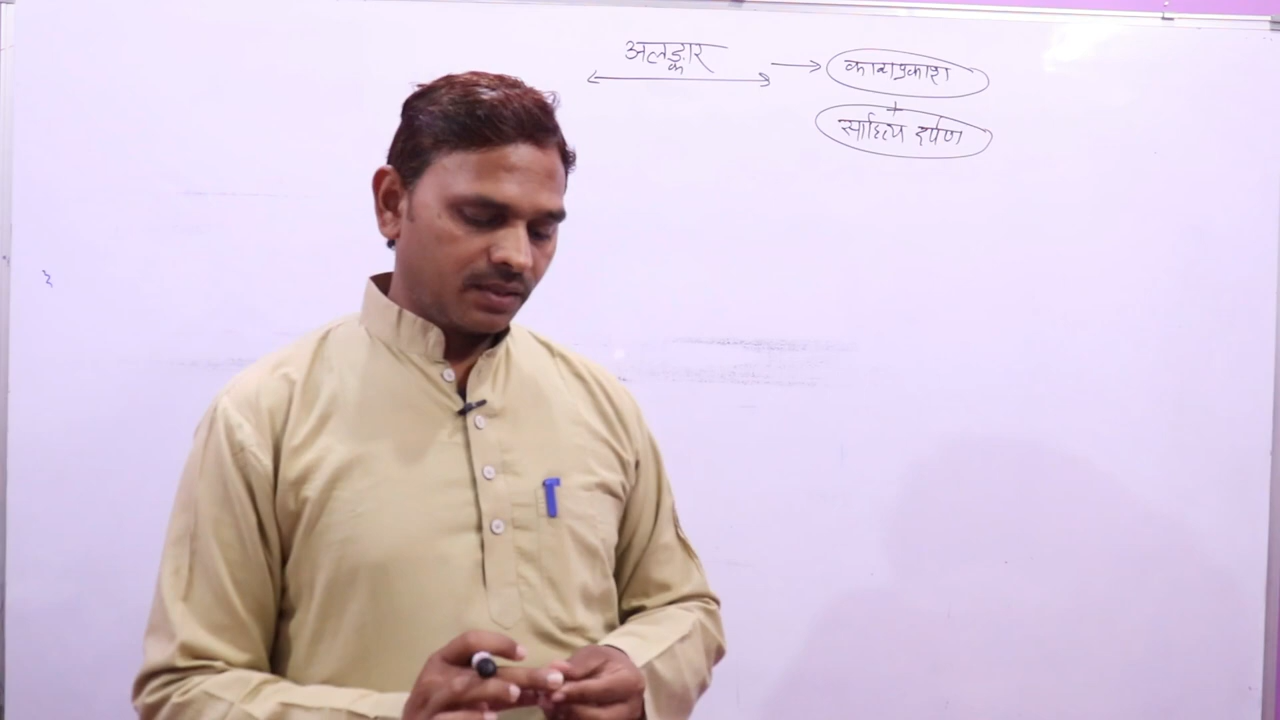 अलङ्कार → काव्यप्रकाश
+
साहित्य दर्पण